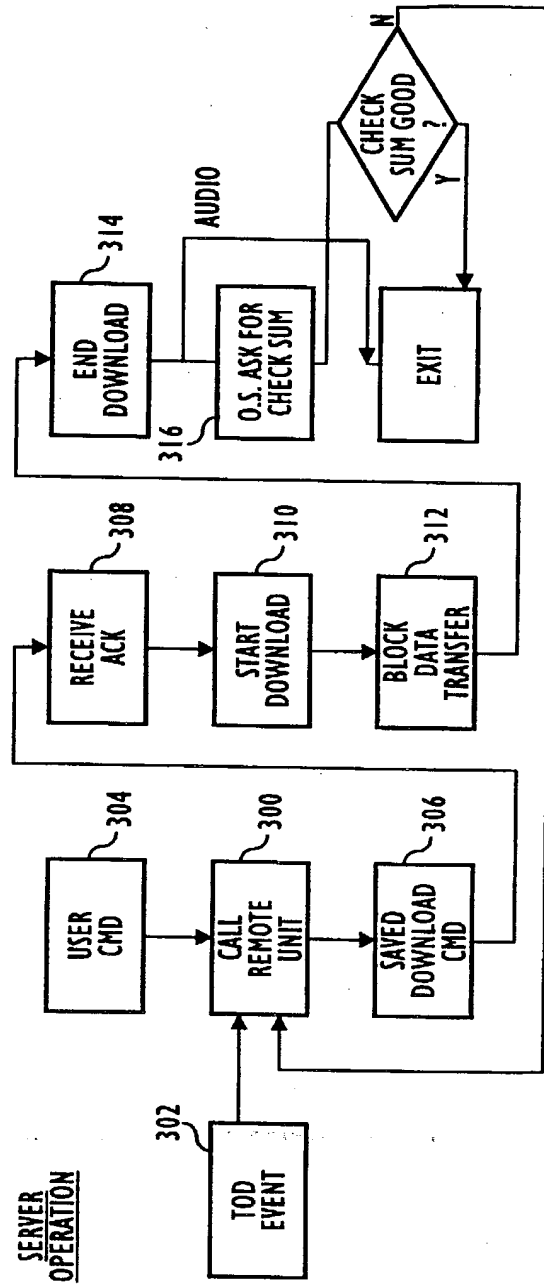 SERVER
OPERATION
302
TOD
EVENT
304
USER
CMD
300
CALL
REMOTE
UNIT
306
SAVED
DOWNLOAD
CMD
308
RECEIVE
ACK
310
START
DOWNLOAD
312
BLOCK
DATA
TRANSFER
314
END
DOWNLOAD
AUDIO
316
O.S. ASK FOR
CHECK SUM
EXIT
CHECK
SUM GOOD
?
Y
N